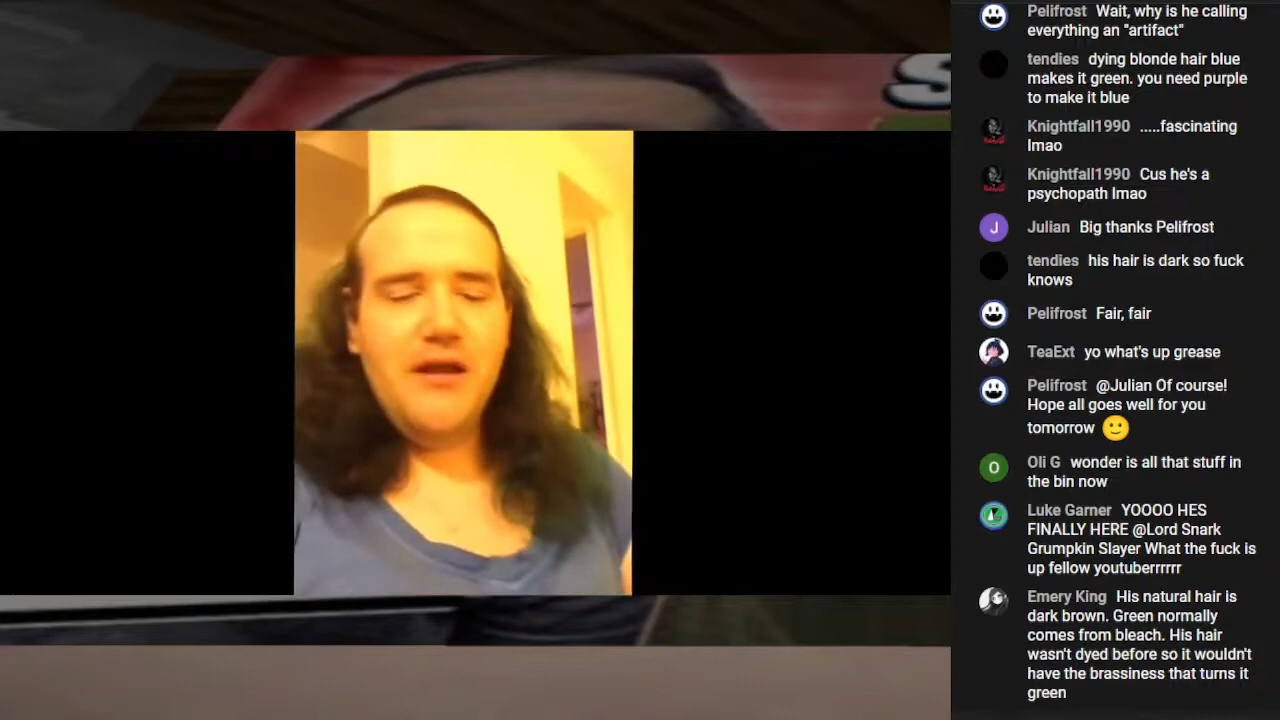 S
Pelifrost Wait, why is he calling
everything an "artifact"
tendies dying blonde hair blue
makes it green. you need purple
to make it blue
Knightfall1990 .....fascinating
lmao
Knightfall1990 Cus he's a
psychopath lmao
J
Julian Big thanks Pelifrost
tendies his hair is dark so fuck
knows
Pelifrost Fair, fair
TeaExt yo what's up grease
Pelifrost @Julian Of course!
Hope all goes well for you
tomorrow 🙂
O
Oli G wonder is all that stuff in
the bin now
Luke Garner YOOOO HES
FINALLY HERE @Lord Snark
Grumpkin Slayer What the fuck is
up fellow youtuberrrrrr
Emery King His natural hair is
dark brown. Green normally
comes from bleach. His hair
wasn't dyed before so it wouldn't
have the brassiness that turns it
green